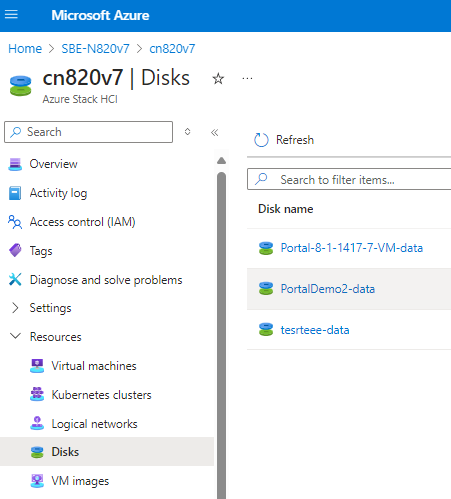 Microsoft Azure
Home > SBE-N820v7 > cn820v7
cn820v7 | Disks
Azure Stack HCI
Search
Refresh
Overview
Search to filter items...
Activity log
Disk name
Access control (IAM)
Tags
Portal-8-1-1417-7-VM-data
Diagnose and solve problems
PortalDemo2-data
Settings
Resources
tesrteee-data
Virtual machines
Kubernetes clusters
Logical networks
Disks
VM images